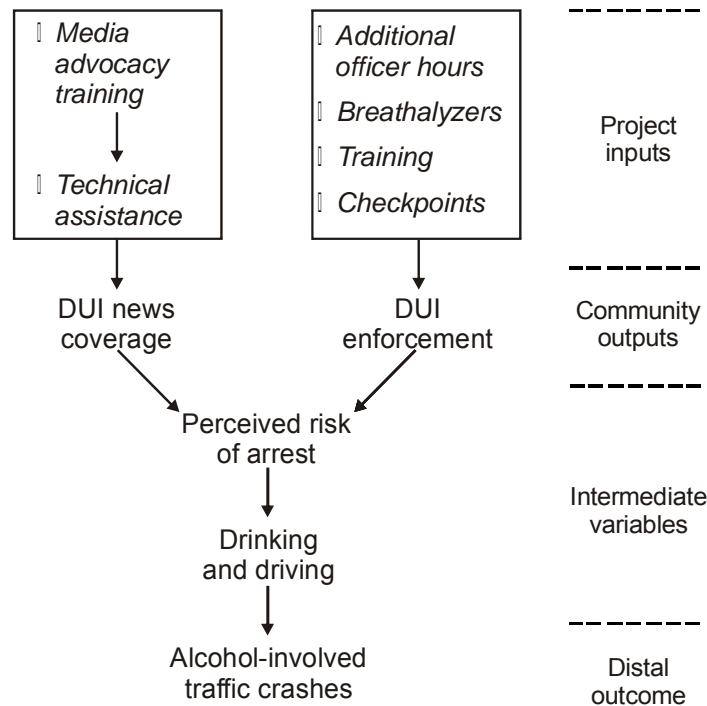 ▯ Media
advocacy
training
▯ Technical
assistance
▯ Additional
officer hours
▯ Breathalyzers
▯ Training
▯ Checkpoints
Project
inputs
DUI news
coverage
DUI
enforcement
Community
outputs
Perceived risk
of arrest
Drinking
and driving
Intermediate
variables
Alcohol-involved
traffic crashes
Distal
outcome